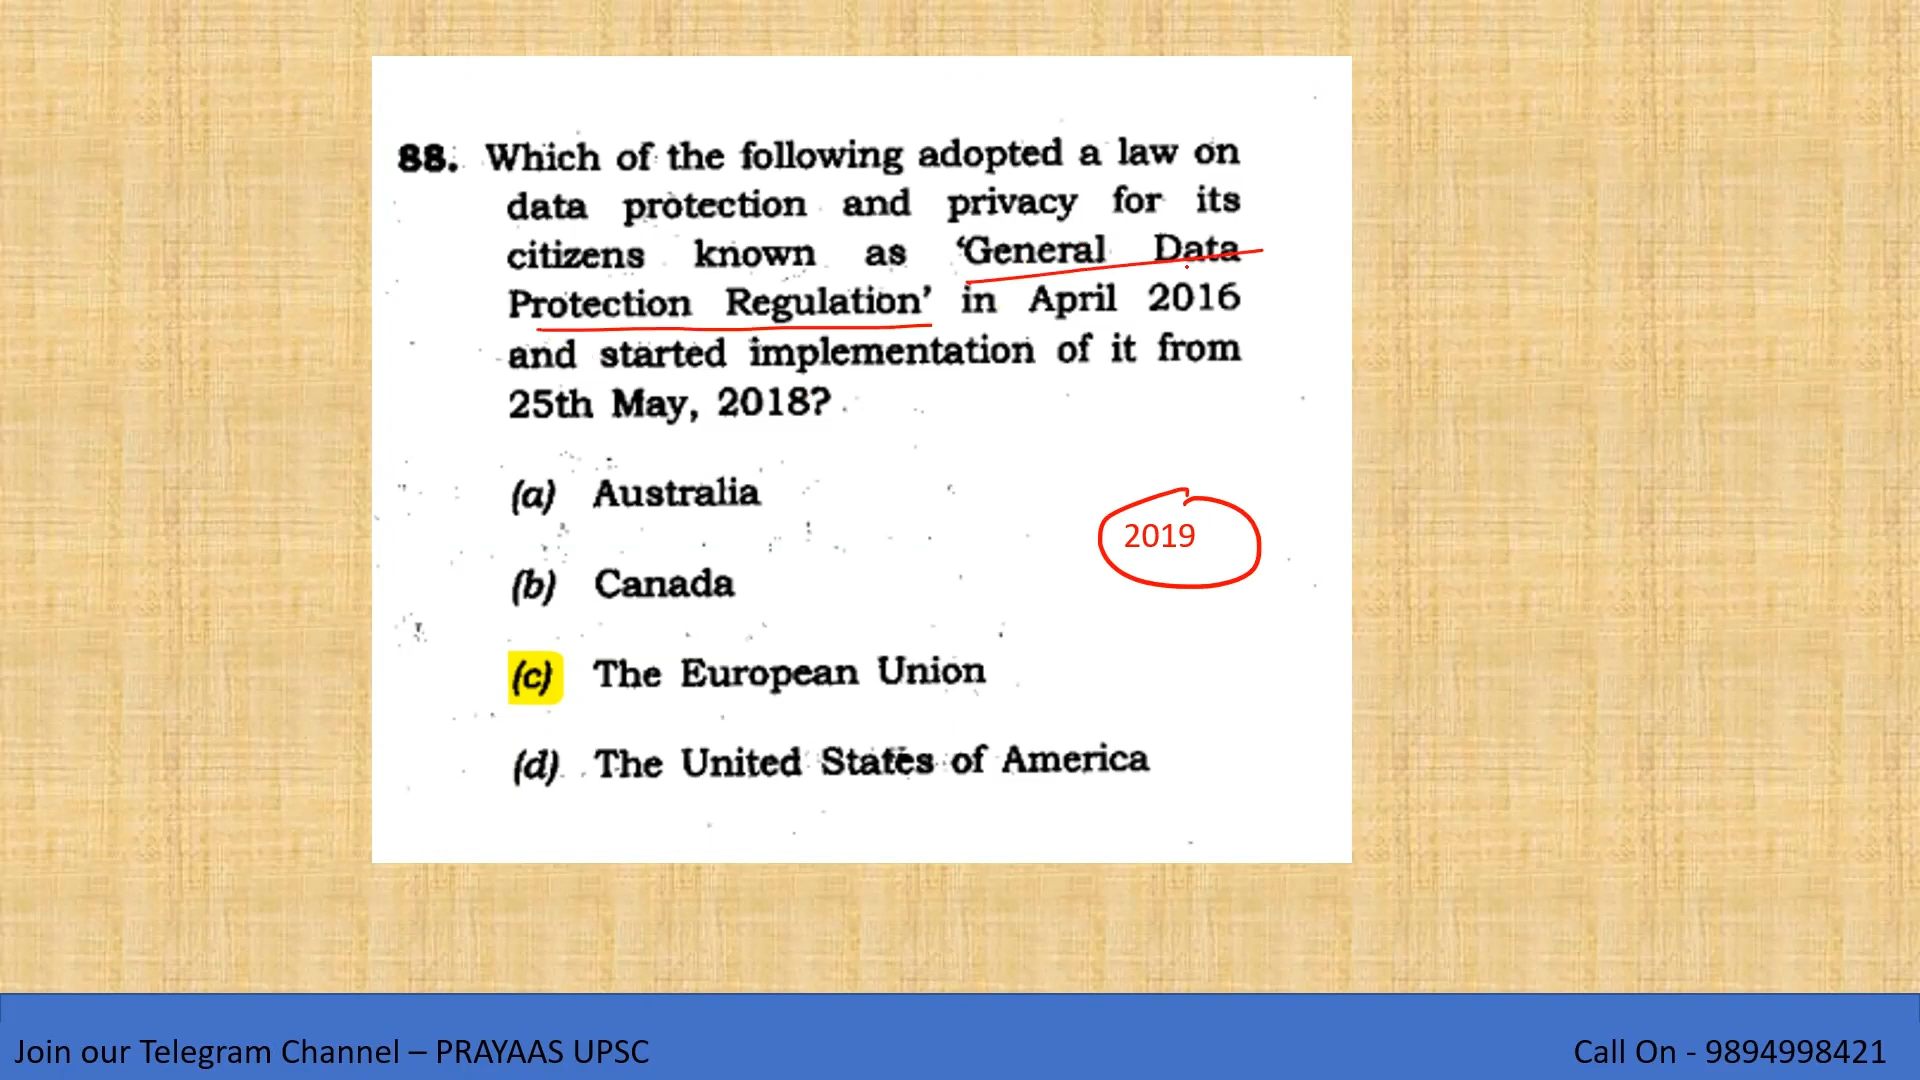 88. Which of the following adopted a law on
data protection and privacy for its
citizens known as ‘General Data
Protection Regulation’ in April 2016
and started implementation of it from
25th May, 2018?
(a) Australia
2019
(b) Canada
(c) The European Union
(d) The United States of America
Join our Telegram Channel – PRAYAAS UPSC
Call On - 9894998421